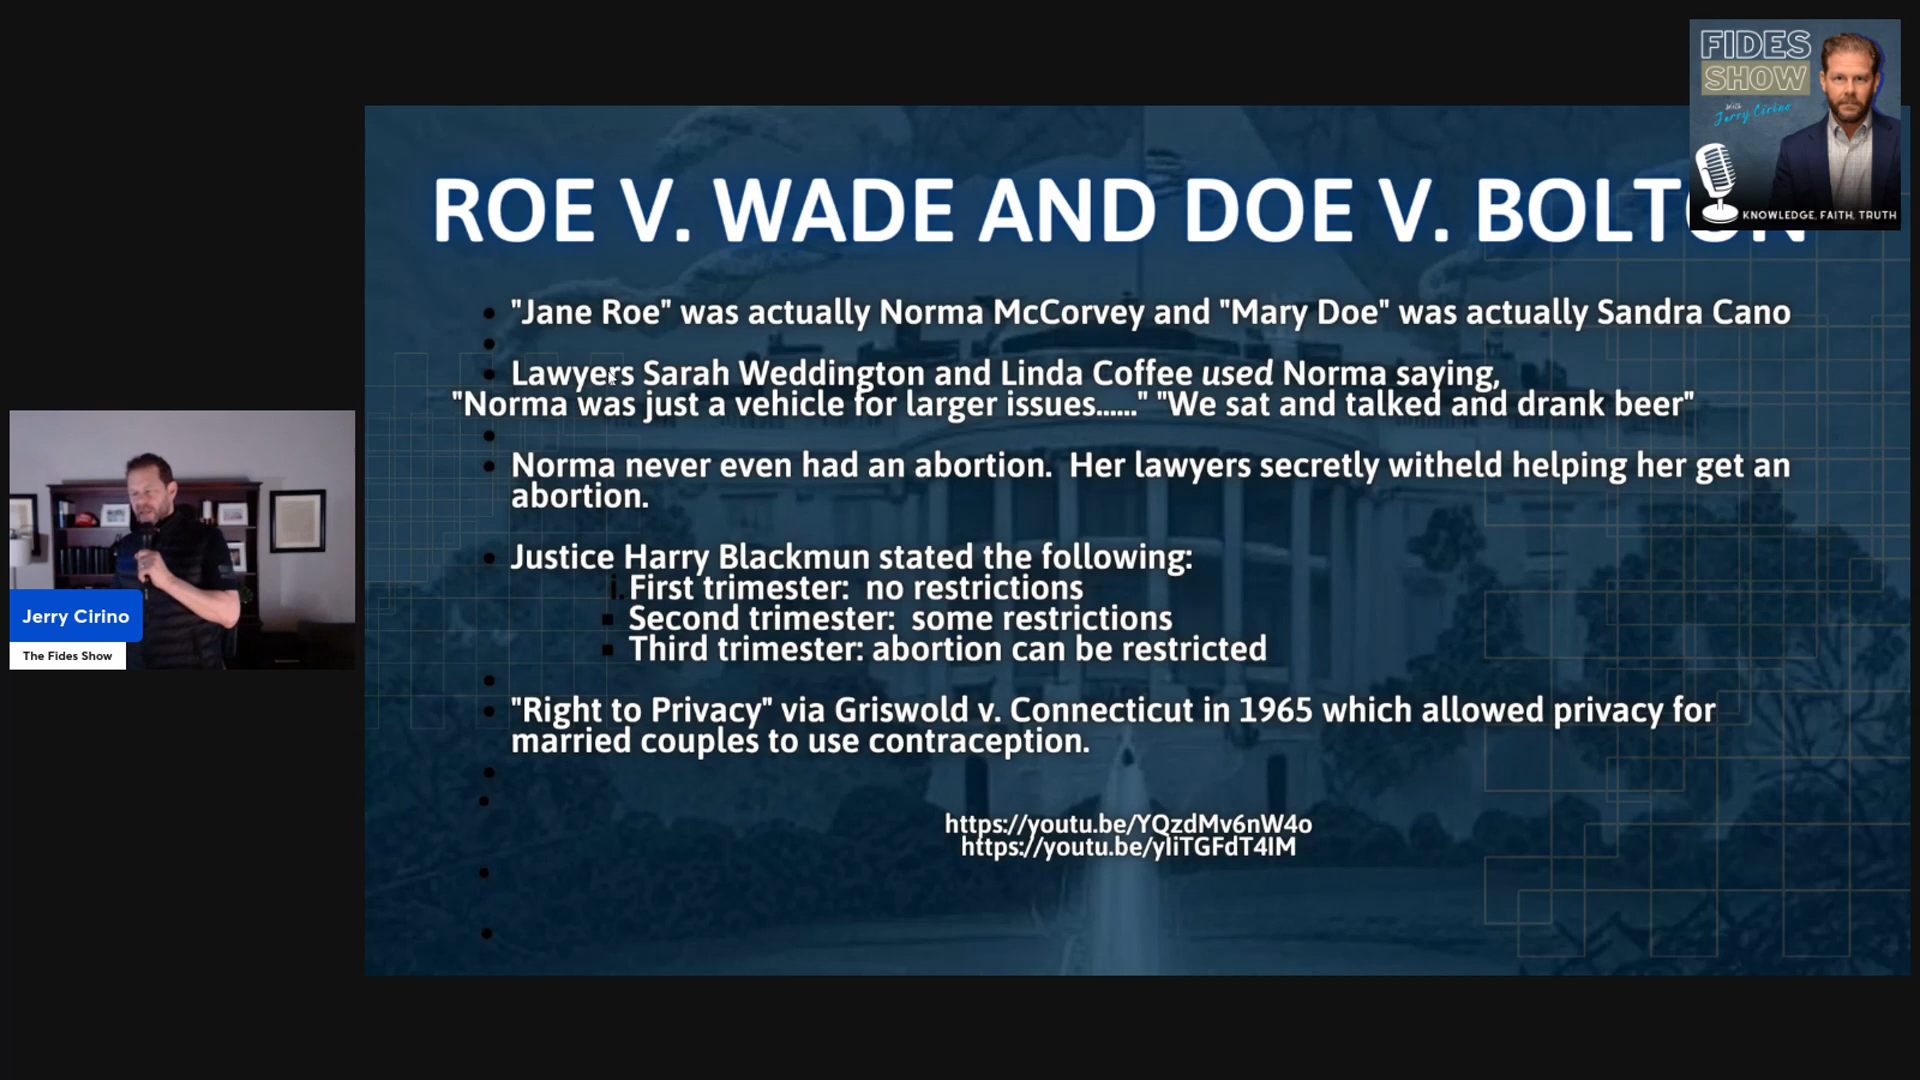 FIDES
SHOW
With
Jerry Cirino
KNOWLEDGE, FAITH, TRUTH
ROE V. WADE AND DOE V. BOLTON
"Jane Roe" was actually Norma McCorvey and "Mary Doe" was actually Sandra Cano
Lawyers Sarah Weddington and Linda Coffee used Norma saying,
"Norma was just a vehicle for larger issues......" "We sat and talked and drank beer"
Norma never even had an abortion.  Her lawyers secretly witheld helping her get an
abortion.
Justice Harry Blackmun stated the following:
i. First trimester:  no restrictions
Second trimester:  some restrictions
Third trimester: abortion can be restricted
"Right to Privacy" via Griswold v. Connecticut in 1965 which allowed privacy for
married couples to use contraception.
https://youtu.be/YQzdMv6nW4o
https://youtu.be/yliTGFdT4IM
Jerry Cirino
The Fides Show